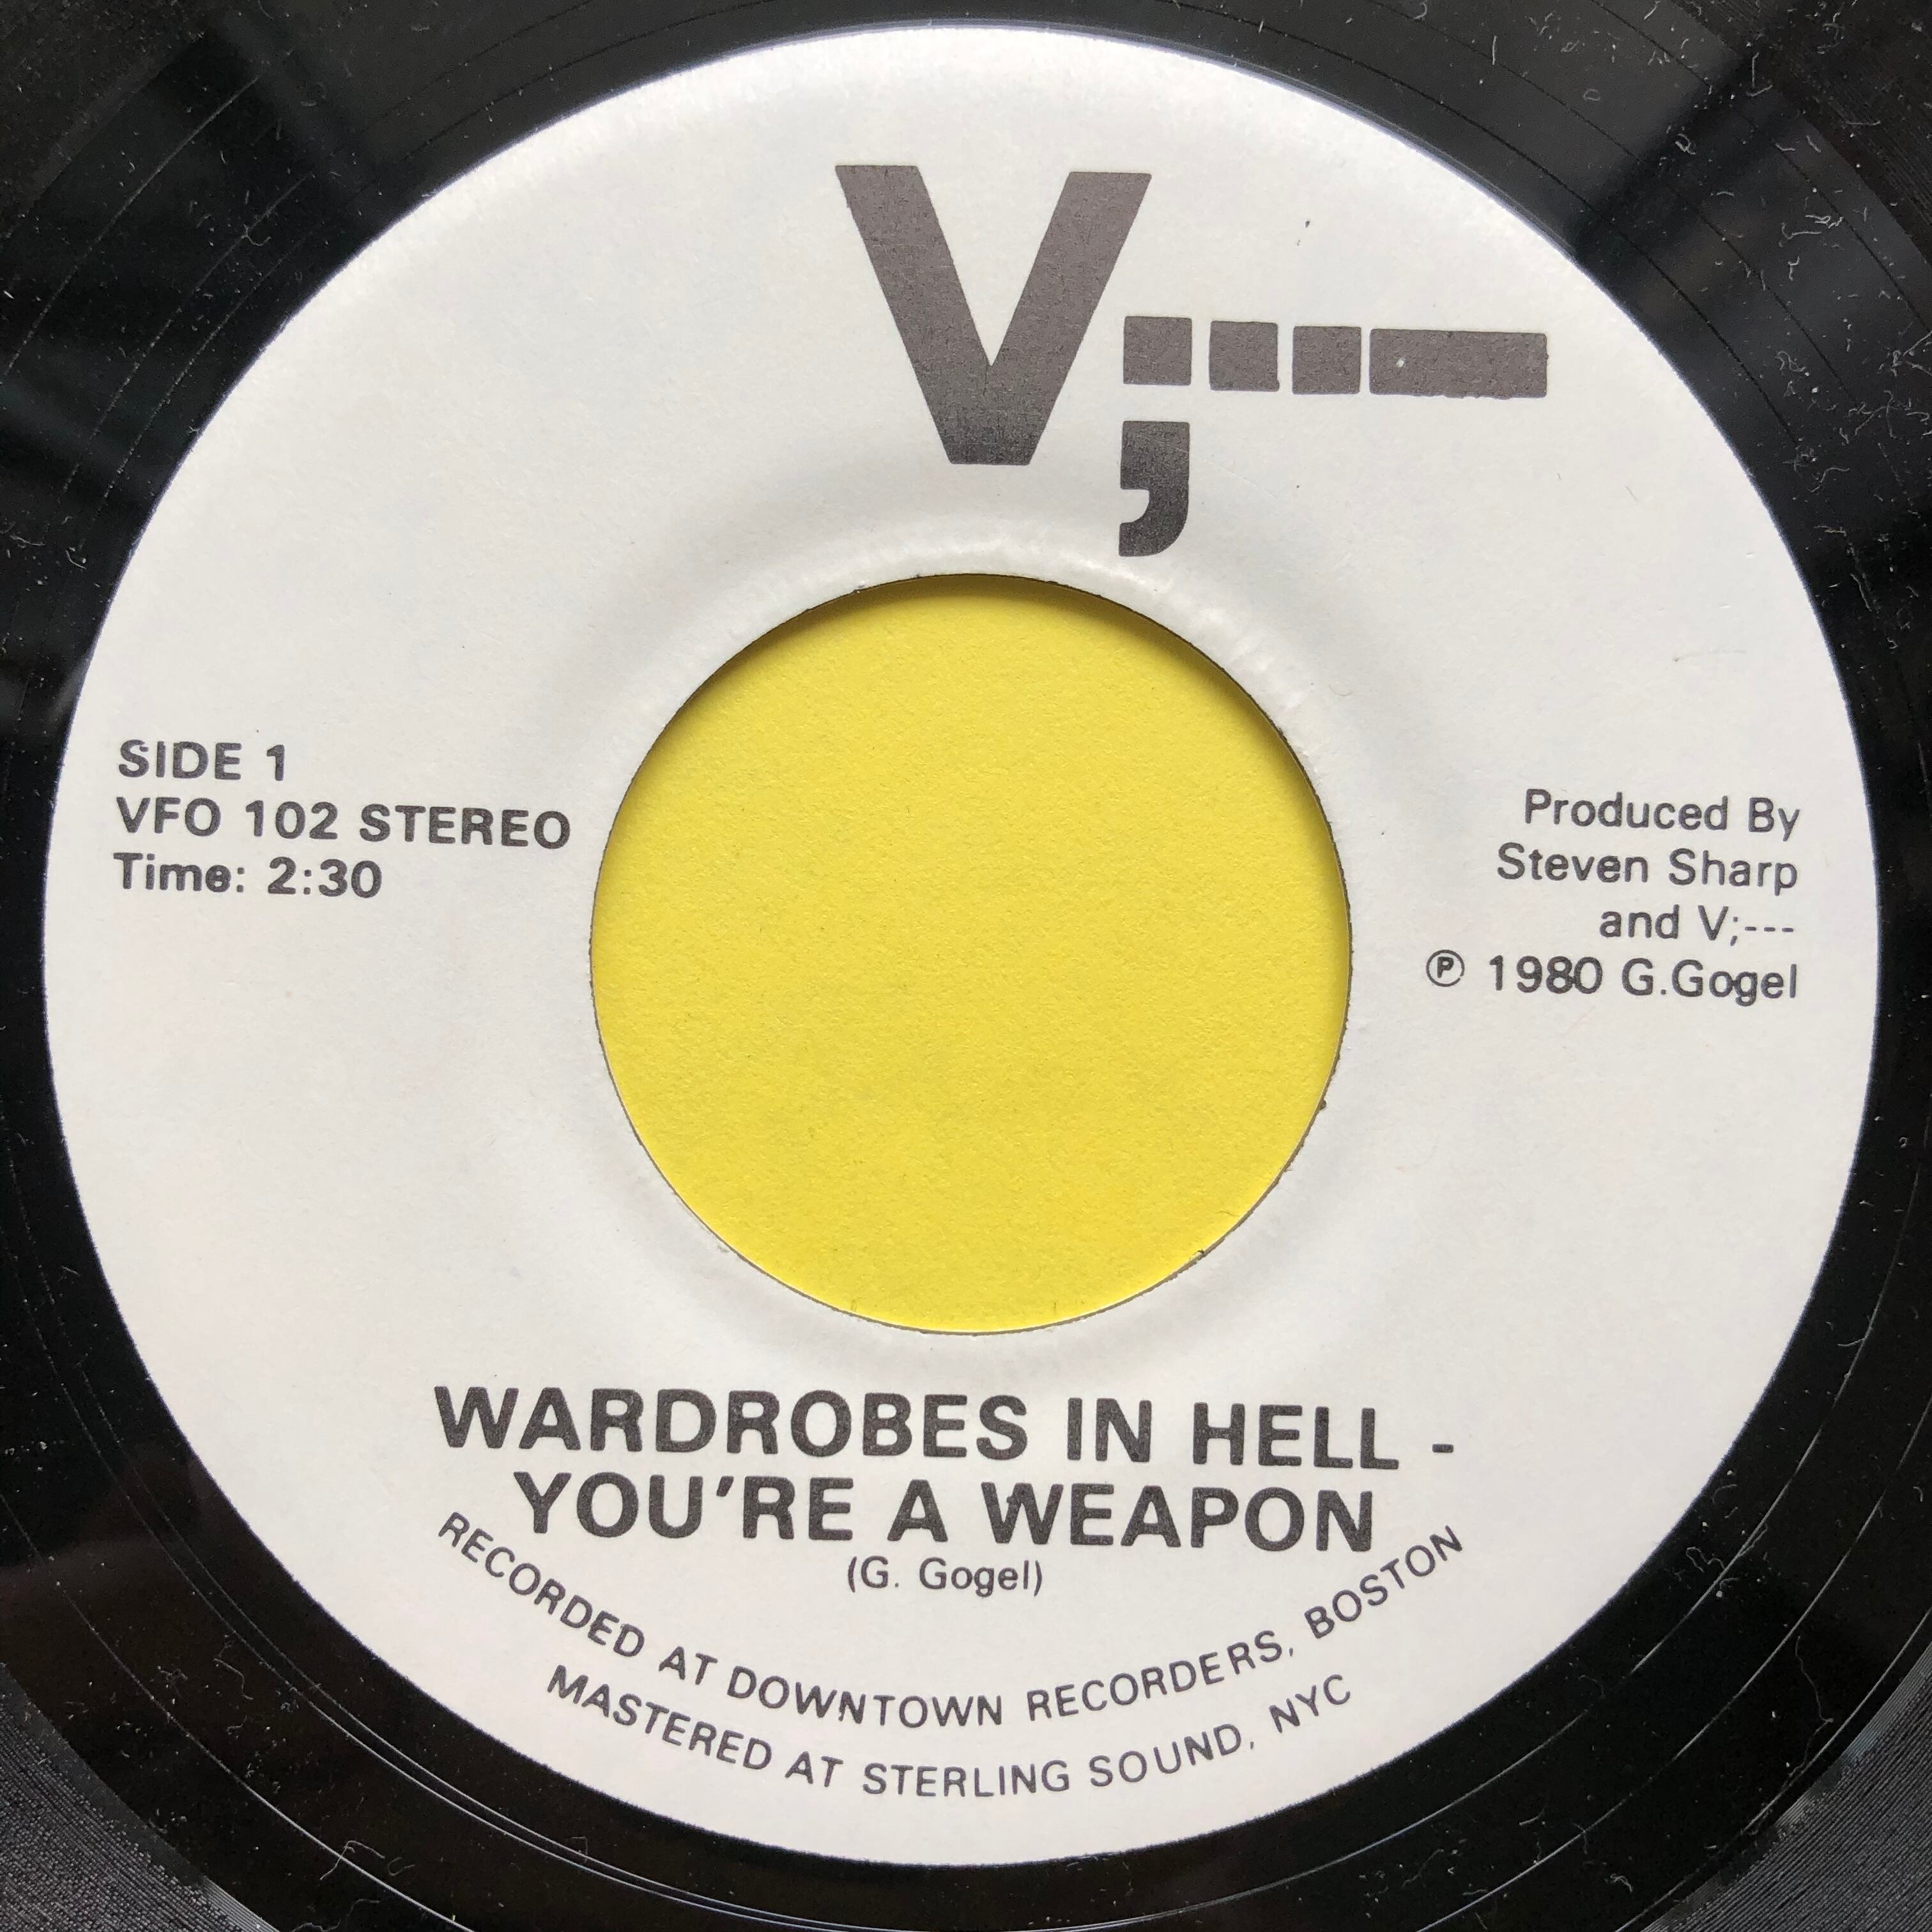 V;---
SIDE 1
VFO 102 STEREO
Time: 2:30
Produced By
Steven Sharp
and V;---
℗ 1980 G.Gogel
WARDROBES IN HELL -
YOU'RE A WEAPON
(G. Gogel)
RECORDED AT DOWNTOWN RECORDERS, BOSTON
MASTERED AT STERLING SOUND, NYC